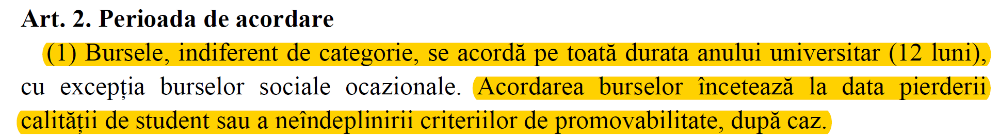 Art. 2. Perioada de acordare
(1) Bursele, indiferent de categorie, se acordă pe toată durata anului universitar (12 luni),
cu excepția burselor sociale ocazionale. Acordarea burselor încetează la data pierderii
calității de student sau a neîndeplinirii criteriilor de promovabilitate, după caz.